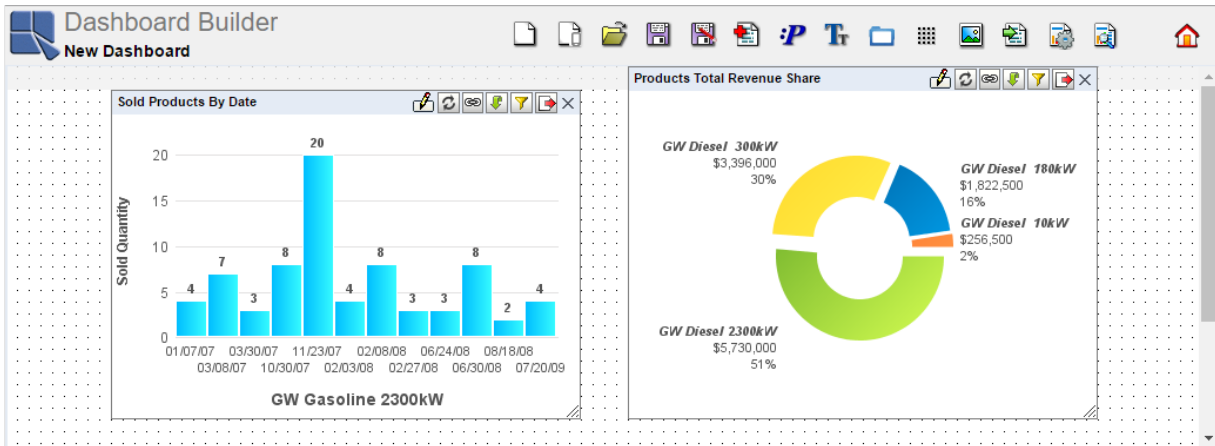 Dashboard Builder
New Dashboard
:P
TT
Sold Products By Date
20
20
15
10
5
0
4
7
3
8
20
4
8
3
3
8
2
4
Sold Quantity
01/07/07 03/30/07 11/23/07 02/08/08 06/24/08 08/18/08
03/08/07 10/30/07 02/03/08 02/27/08 06/30/08 07/20/09
GW Gasoline 2300kW
Products Total Revenue Share
GW Diesel 300kW
$3,396,000
30%
GW Diesel 180kW
$1,822,500
16%
GW Diesel 10kW
$256,500
2%
GW Diesel 2300kW
$5,730,000
51%